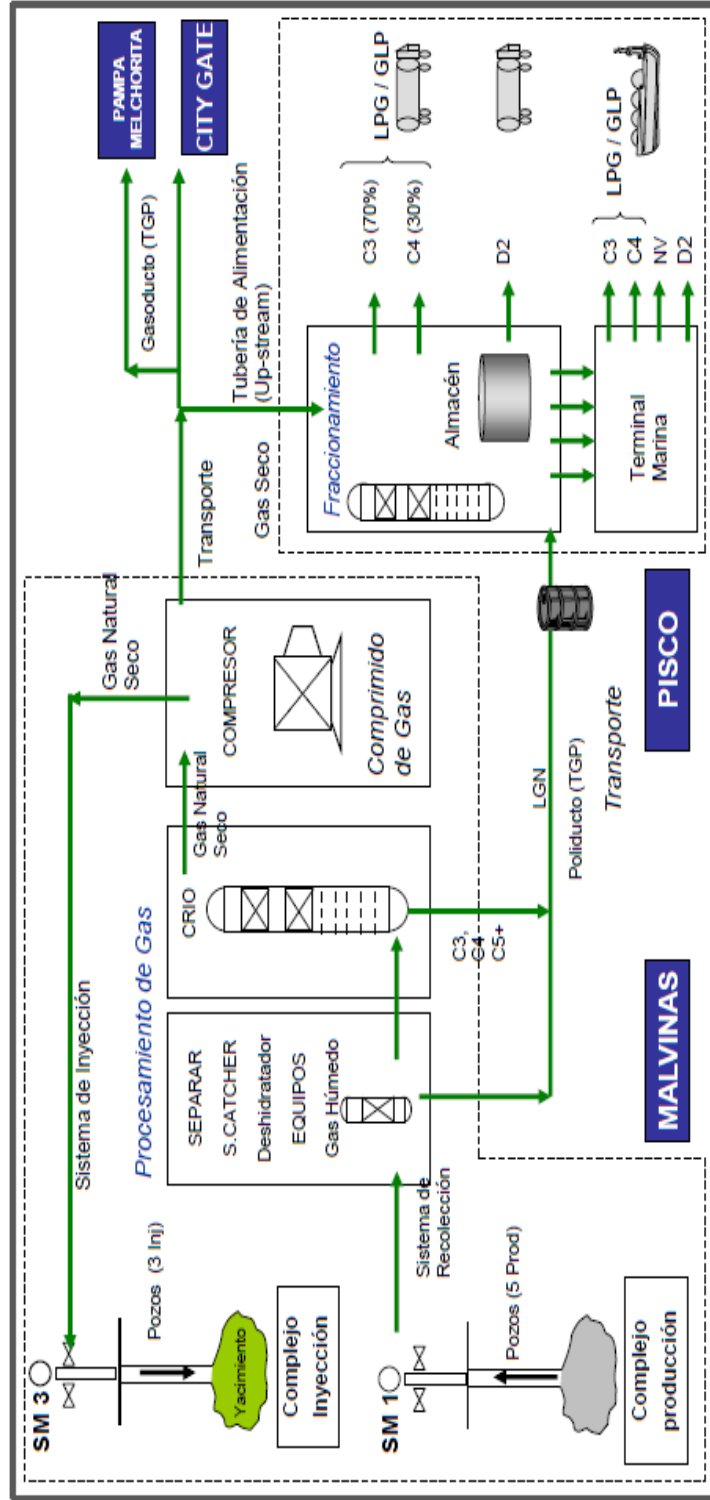 SM 3
Pozos (3 Inj)
Yacimiento
Complejo
Inyección
Sistema de Inyección
SM 1
Pozos (5 Prod)
Complejo
producción
Sistema de
Recolección
Procesamiento de Gas
SEPARAR
S.CATCHER
Deshidratador
EQUIPOS
Gas Húmedo
CRIO
C3,
C4
C5+
Gas Natural
Seco
Gas Natural
Seco
COMPRESOR
Comprimido
de Gas
Transporte
LGN
Poliducto (TGP)
Transporte
MALVINAS
PISCO
Gasoducto (TGP)
PAMPA
MELCHORITA
CITY GATE
Tubería de Alimentación
(Up-stream)
Gas Seco
Fraccionamiento
Almacén
C3 (70%)
C4 (30%)
LPG / GLP
D2
Terminal
Marina
C3
C4
NV
D2
LPG / GLP